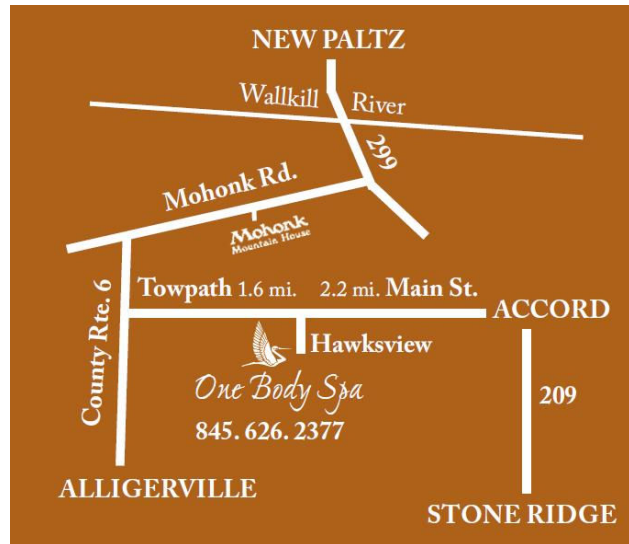 NEW PALTZ
Wallkill River
299
Mohonk Rd.
Mohonk
Mountain House
County Rte. 6
Towpath 1.6 mi. 2.2 mi. Main St.
ACCORD
Hawksview
One Body Spa
845. 626. 2377
209
ALLIGERVILLE
STONE RIDGE